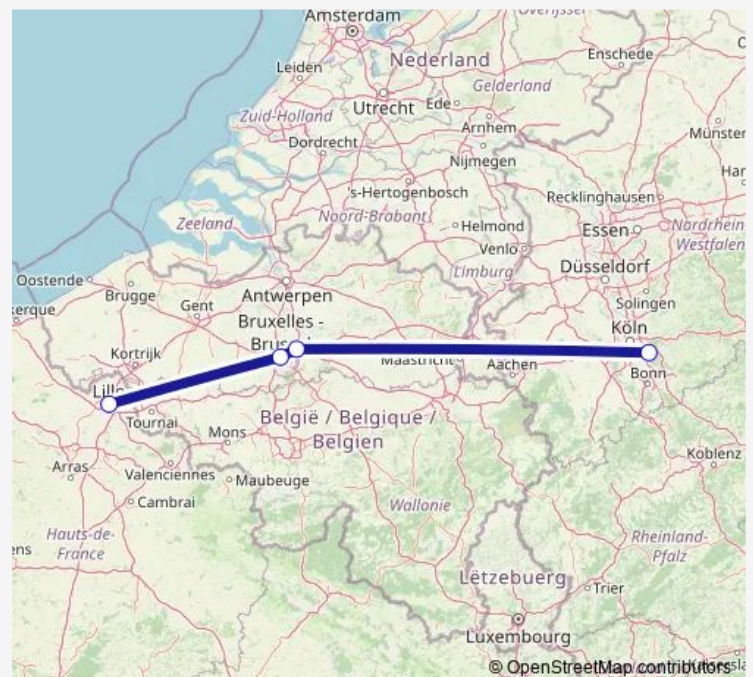 Amsterdam
Overijssel
Leiden
Nederland
Enschede
Utrecht
Ede
Gelderland
Zuid-Holland
Arnhem
Dordrecht
Münster
Nijmegen
's-Hertogenbosch
Recklinghausen
Zeeland
Noord-Brabant
Helmond
Essen
Nordrhein
Westfalen
Venlo
Limburg
Düsseldorf
Oostende
Brugge
Gent
Antwerpen
Solingen
Bruxelles -
Köln
Kortrijk
Maastricht
Aachen
Bonn
Tournai
België / Belgique /
Belgien
Mons
Arras
Valenciennes
Maubeuge
Koblenz
Cambrai
Wallonie
Hauts-de-
France
Rheinland-
Pfalz
Lëtzebuerg
Trier
Luxembourg
© OpenStreetMap contributors